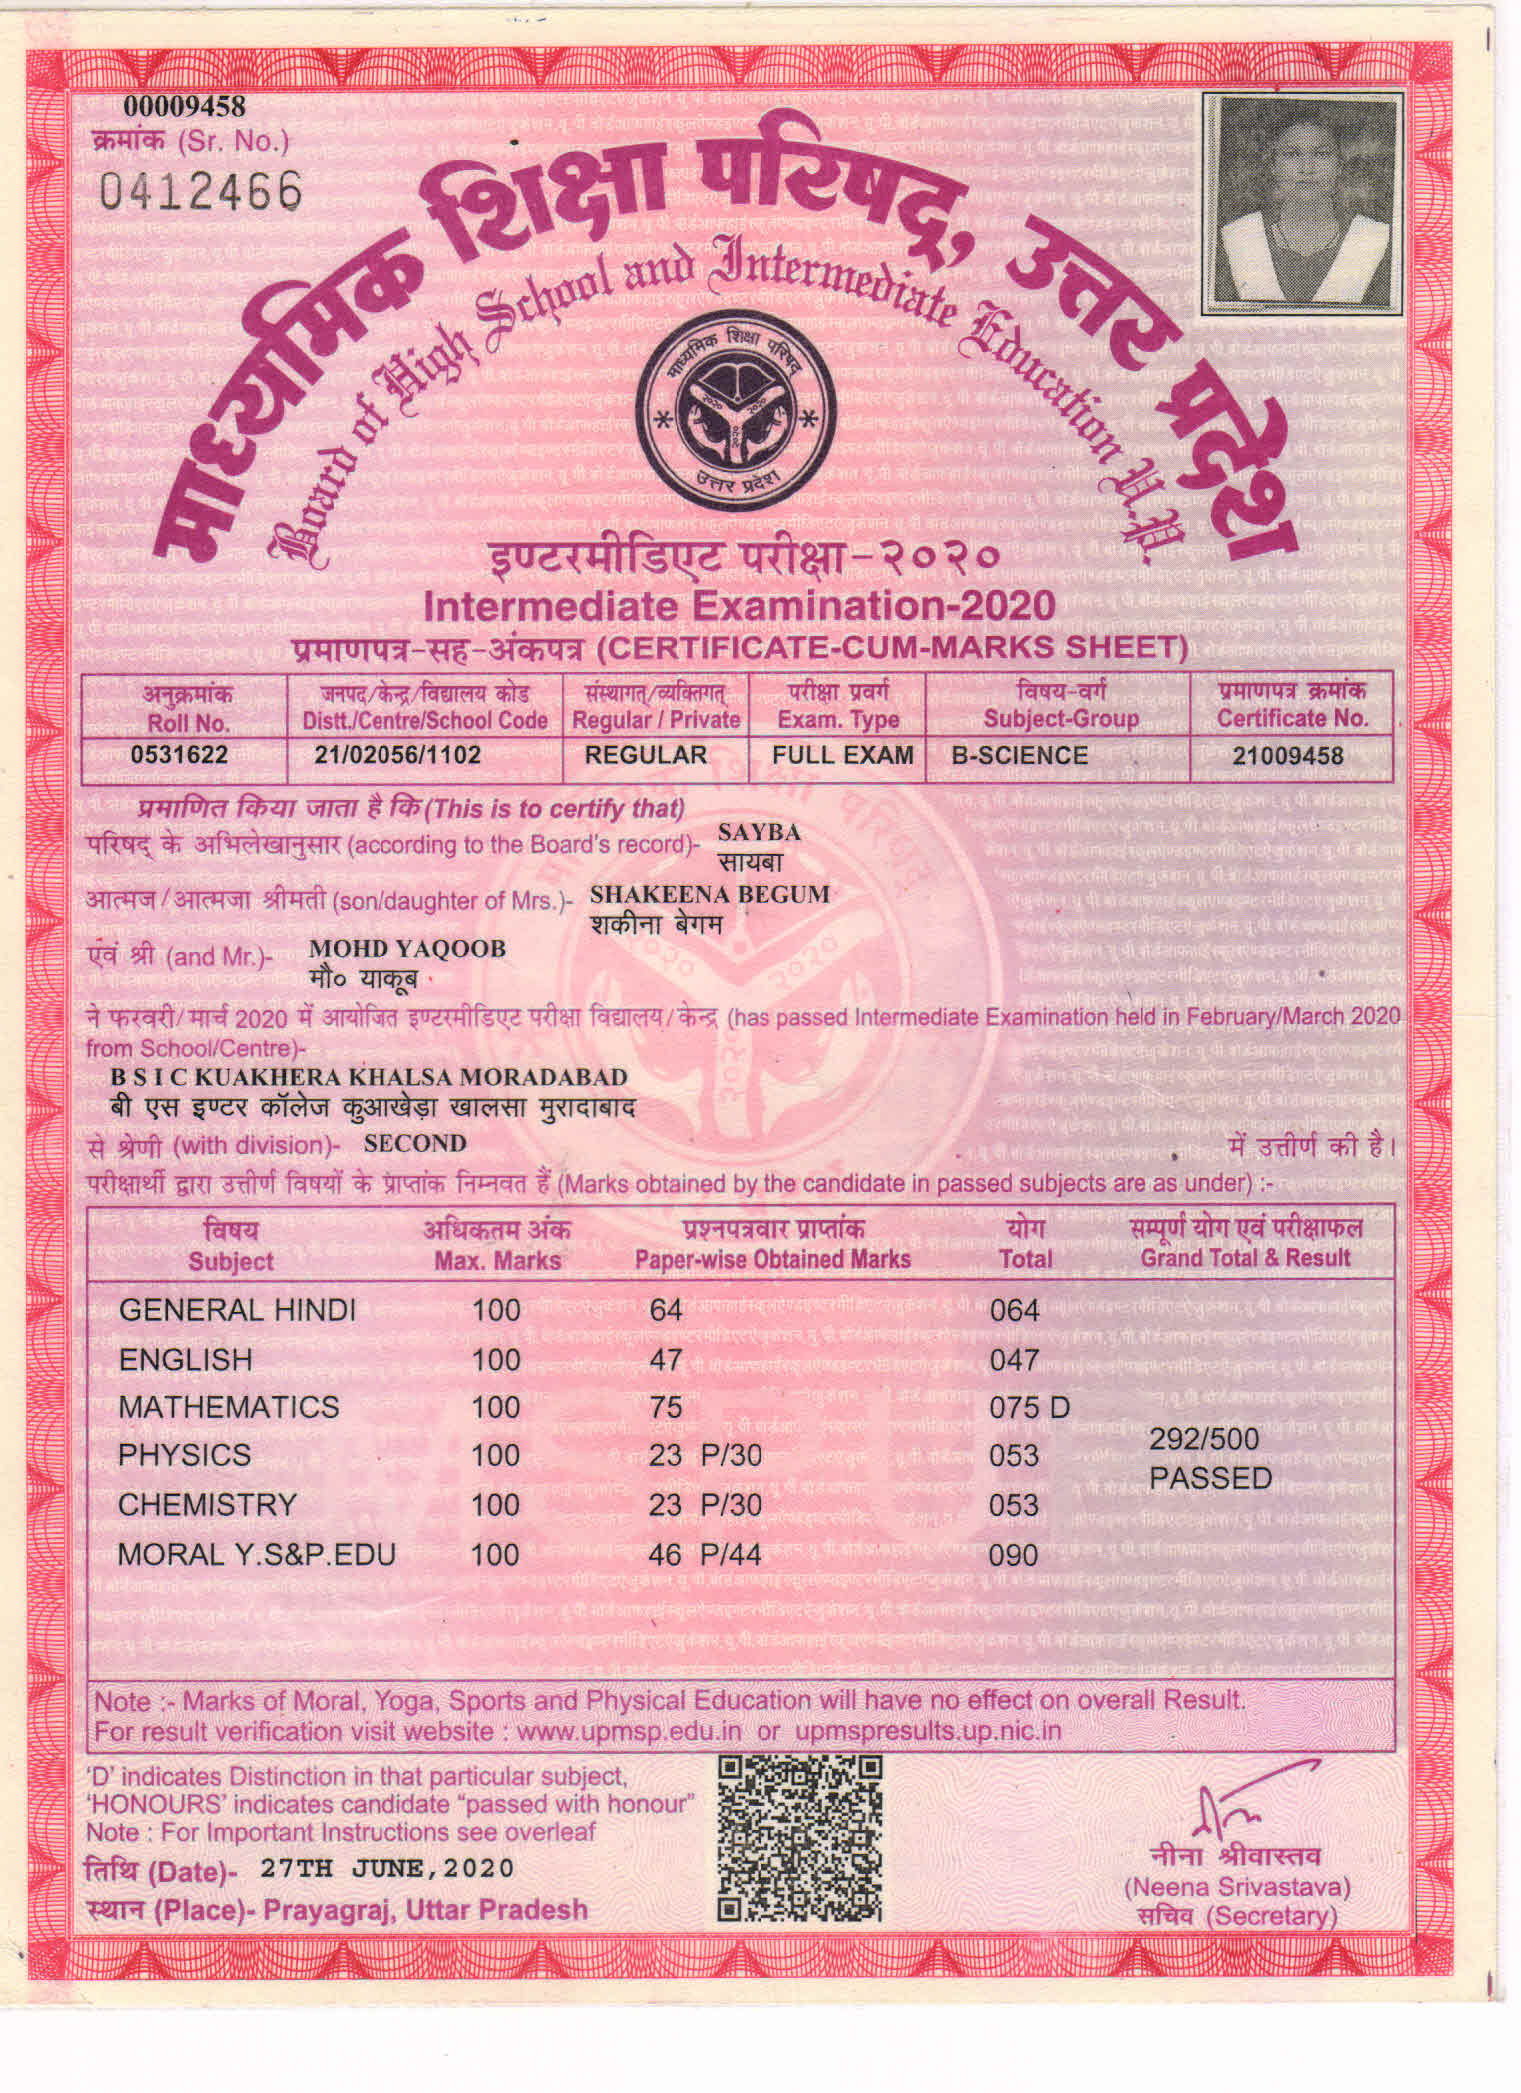 00009458
क्रमांक (Sr. No.)
0412466
माध्यमिक शिक्षा परिषद्, उत्तर प्रदेश
Board of High School and Intermediate Education U.P.
माध्यमिक शिक्षा परिषद्
२०२० २०२०
२०२०
उत्तर प्रदेश
इण्टरमीडिएट परीक्षा-२०२०
Intermediate Examination-2020
प्रमाणपत्र-सह-अंकपत्र (CERTIFICATE-CUM-MARKS SHEET)
अनुक्रमांक जनपद/केन्द्र/विद्यालय कोड संस्थागत्/व्यक्तिगत् परीक्षा प्रवर्ग विषय-वर्ग प्रमाणपत्र क्रमांक
Roll No. Distt./Centre/School Code Regular / Private Exam. Type Subject-Group Certificate No.
0531622 21/02056/1102 REGULAR FULL EXAM B-SCIENCE 21009458
प्रमाणित किया जाता है कि (This is to certify that)
परिषद् के अभिलेखानुसार (according to the Board's record)- SAYBA
सायबा
आत्मज/आत्मजा श्रीमती (son/daughter of Mrs.)- SHAKEENA BEGUM
शकीना बेगम
एंवं श्री (and Mr.)- MOHD YAQOOB
मौ० याकूब
ने फरवरी/मार्च 2020 में आयोजित इण्टरमीडिएट परीक्षा विद्यालय/केन्द्र (has passed Intermediate Examination held in February/March 2020
from School/Centre)-
B S I C KUAKHERA KHALSA MORADABAD
बी एस इण्टर कॉलेज कुआखेड़ा खालसा मुरादाबाद
से श्रेणी (with division)- SECOND में उत्तीर्ण की है।
परीक्षार्थी द्वारा उत्तीर्ण विषयों के प्राप्तांक निम्नवत हैं (Marks obtained by the candidate in passed subjects are as under) :-
विषय अधिकतम अंक प्रश्नपत्रवार प्राप्तांक योग सम्पूर्ण योग एवं परीक्षाफल
Subject Max. Marks Paper-wise Obtained Marks Total Grand Total & Result
GENERAL HINDI 100 64 064
ENGLISH 100 47 047
MATHEMATICS 100 75 075 D
292/500
PHYSICS 100 23 P/30 053
PASSED
CHEMISTRY 100 23 P/30 053
MORAL Y.S&P.EDU 100 46 P/44 090
Note :- Marks of Moral, Yoga, Sports and Physical Education will have no effect on overall Result.
For result verification visit website : www.upmsp.edu.in or upmspresults.up.nic.in
'D' indicates Distinction in that particular subject,
'HONOURS' indicates candidate "passed with honour"
Note : For Important Instructions see overleaf
तिथि (Date)- 27TH JUNE,2020
स्थान (Place)- Prayagraj, Uttar Pradesh
नीना श्रीवास्तव
(Neena Srivastava)
सचिव (Secretary)